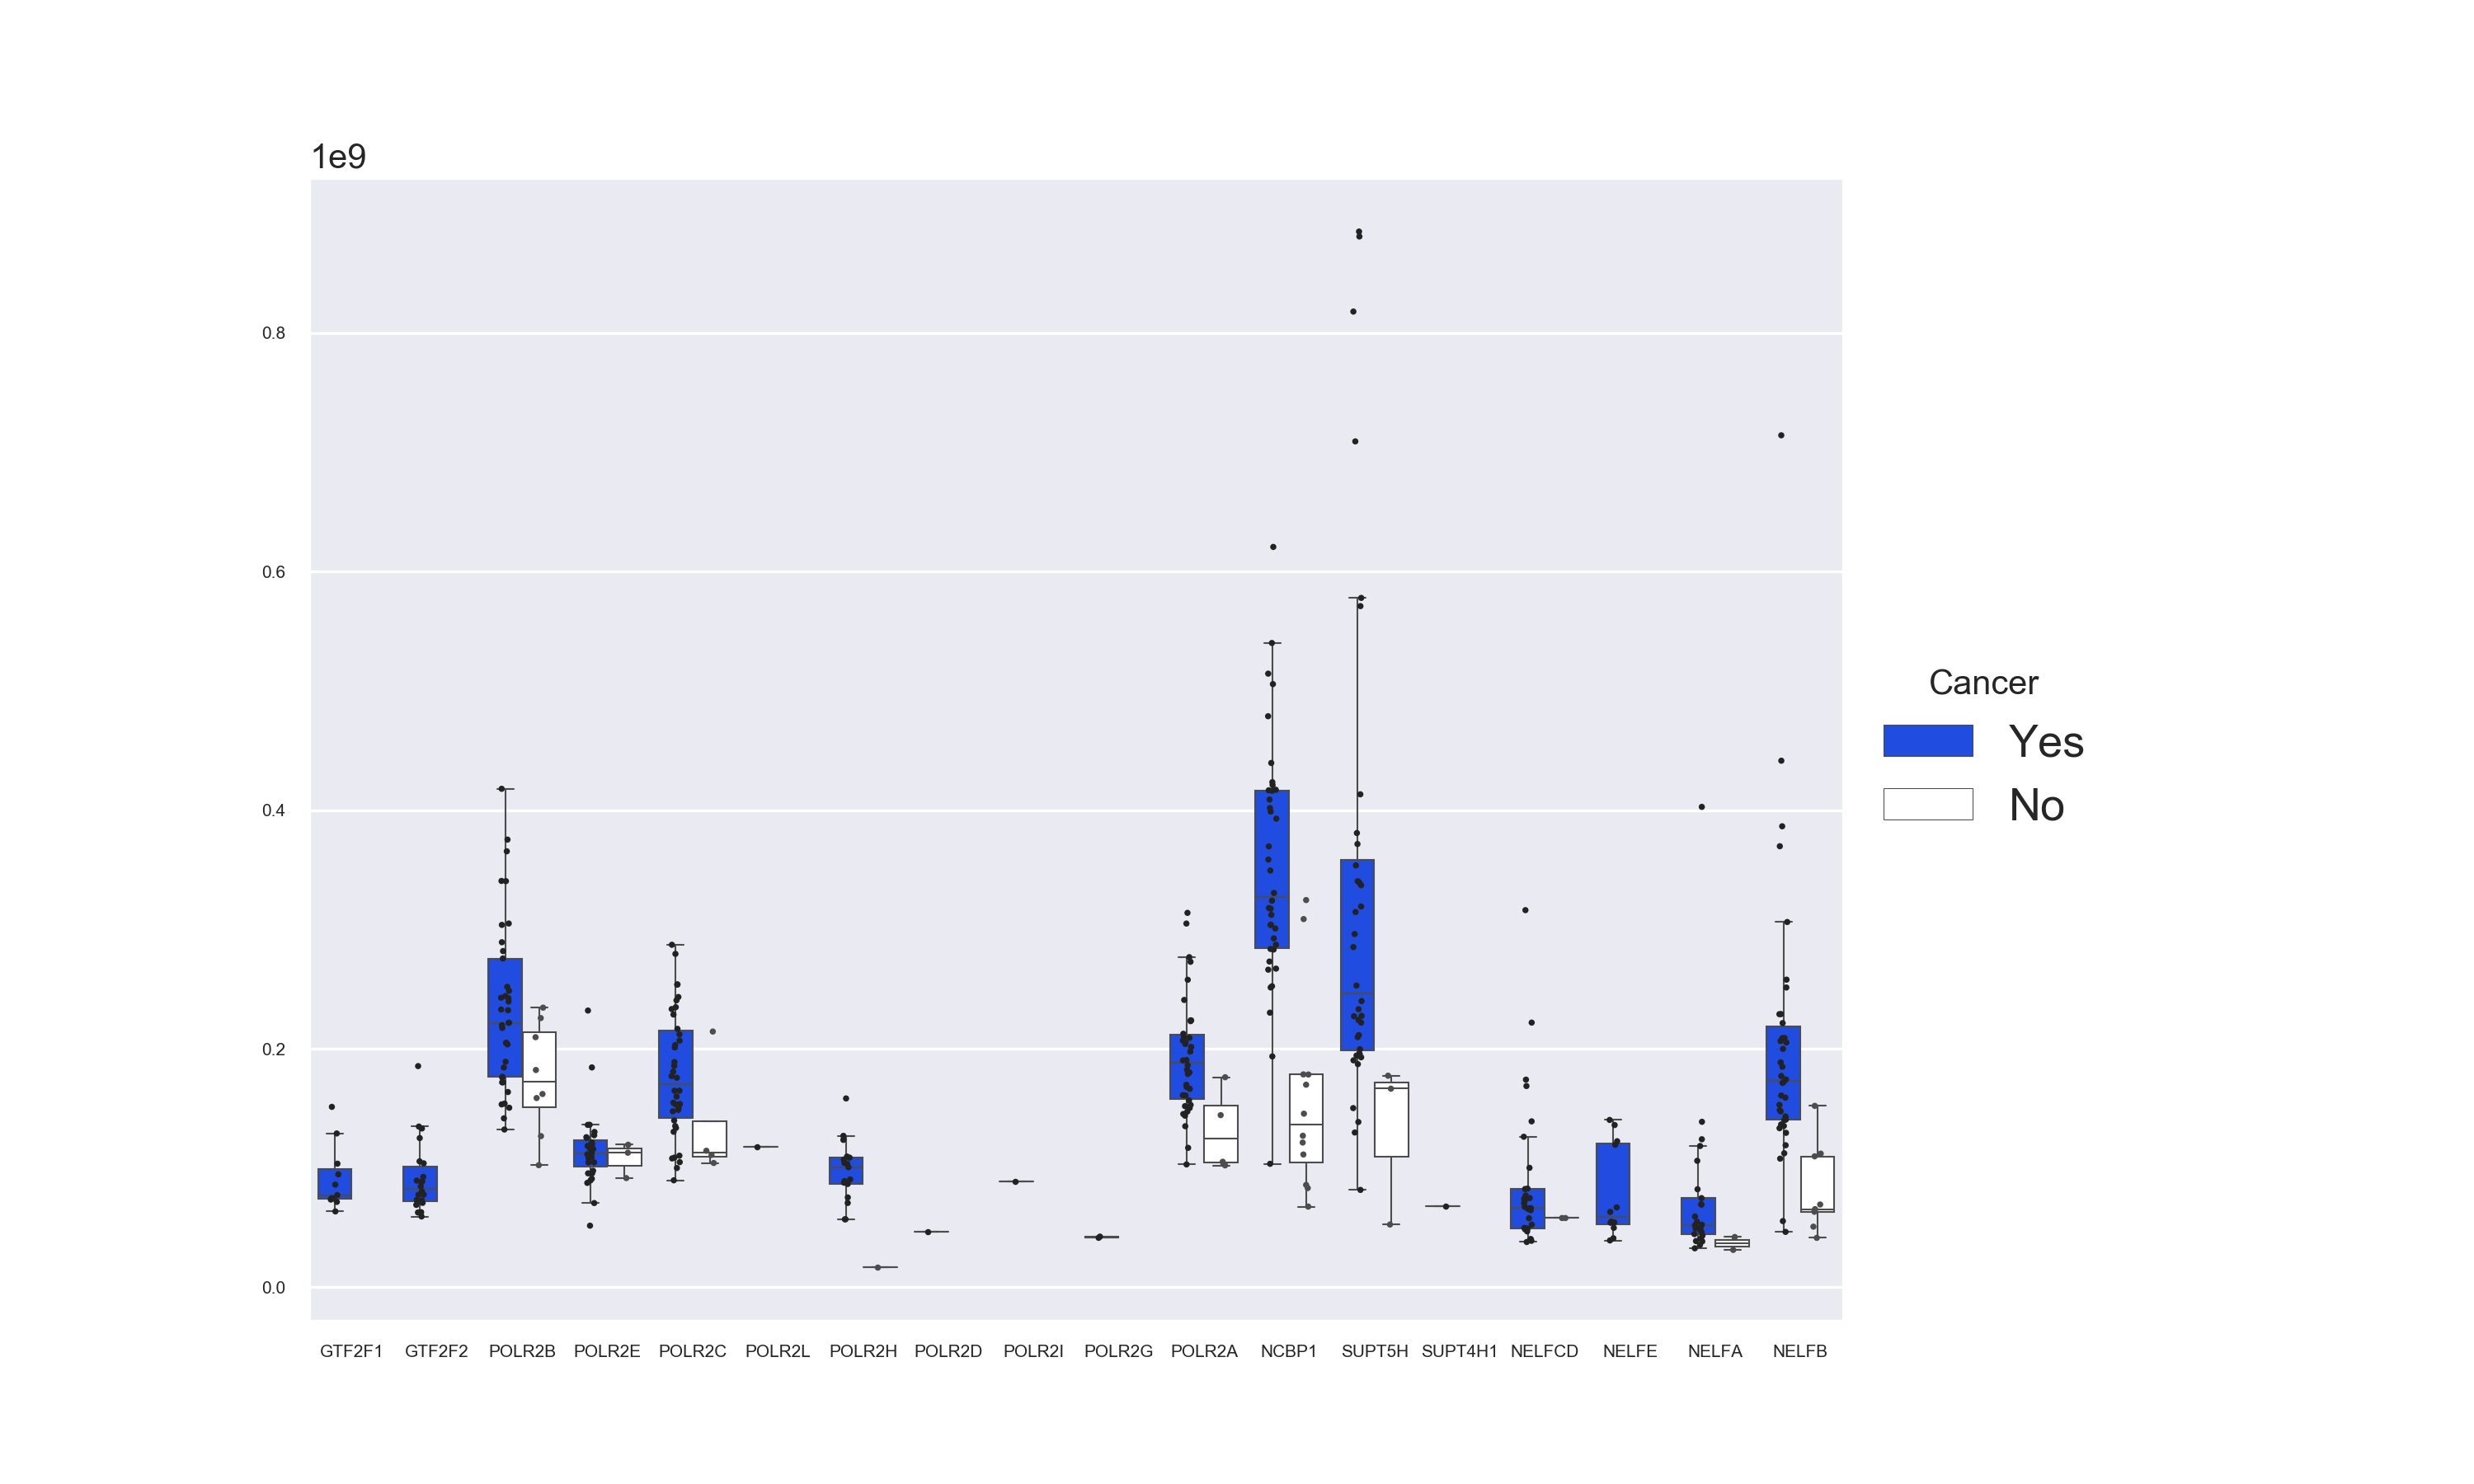 1e9
0.8
0.6
0.4
0.2
0.0
GTF2F1 GTF2F2 POLR2B POLR2E POLR2C POLR2L POLR2H POLR2D POLR2I POLR2G POLR2A NCBP1 SUPT5H SUPT4H1 NELFCD NELFE NELFA NELFB
Cancer
Yes
No